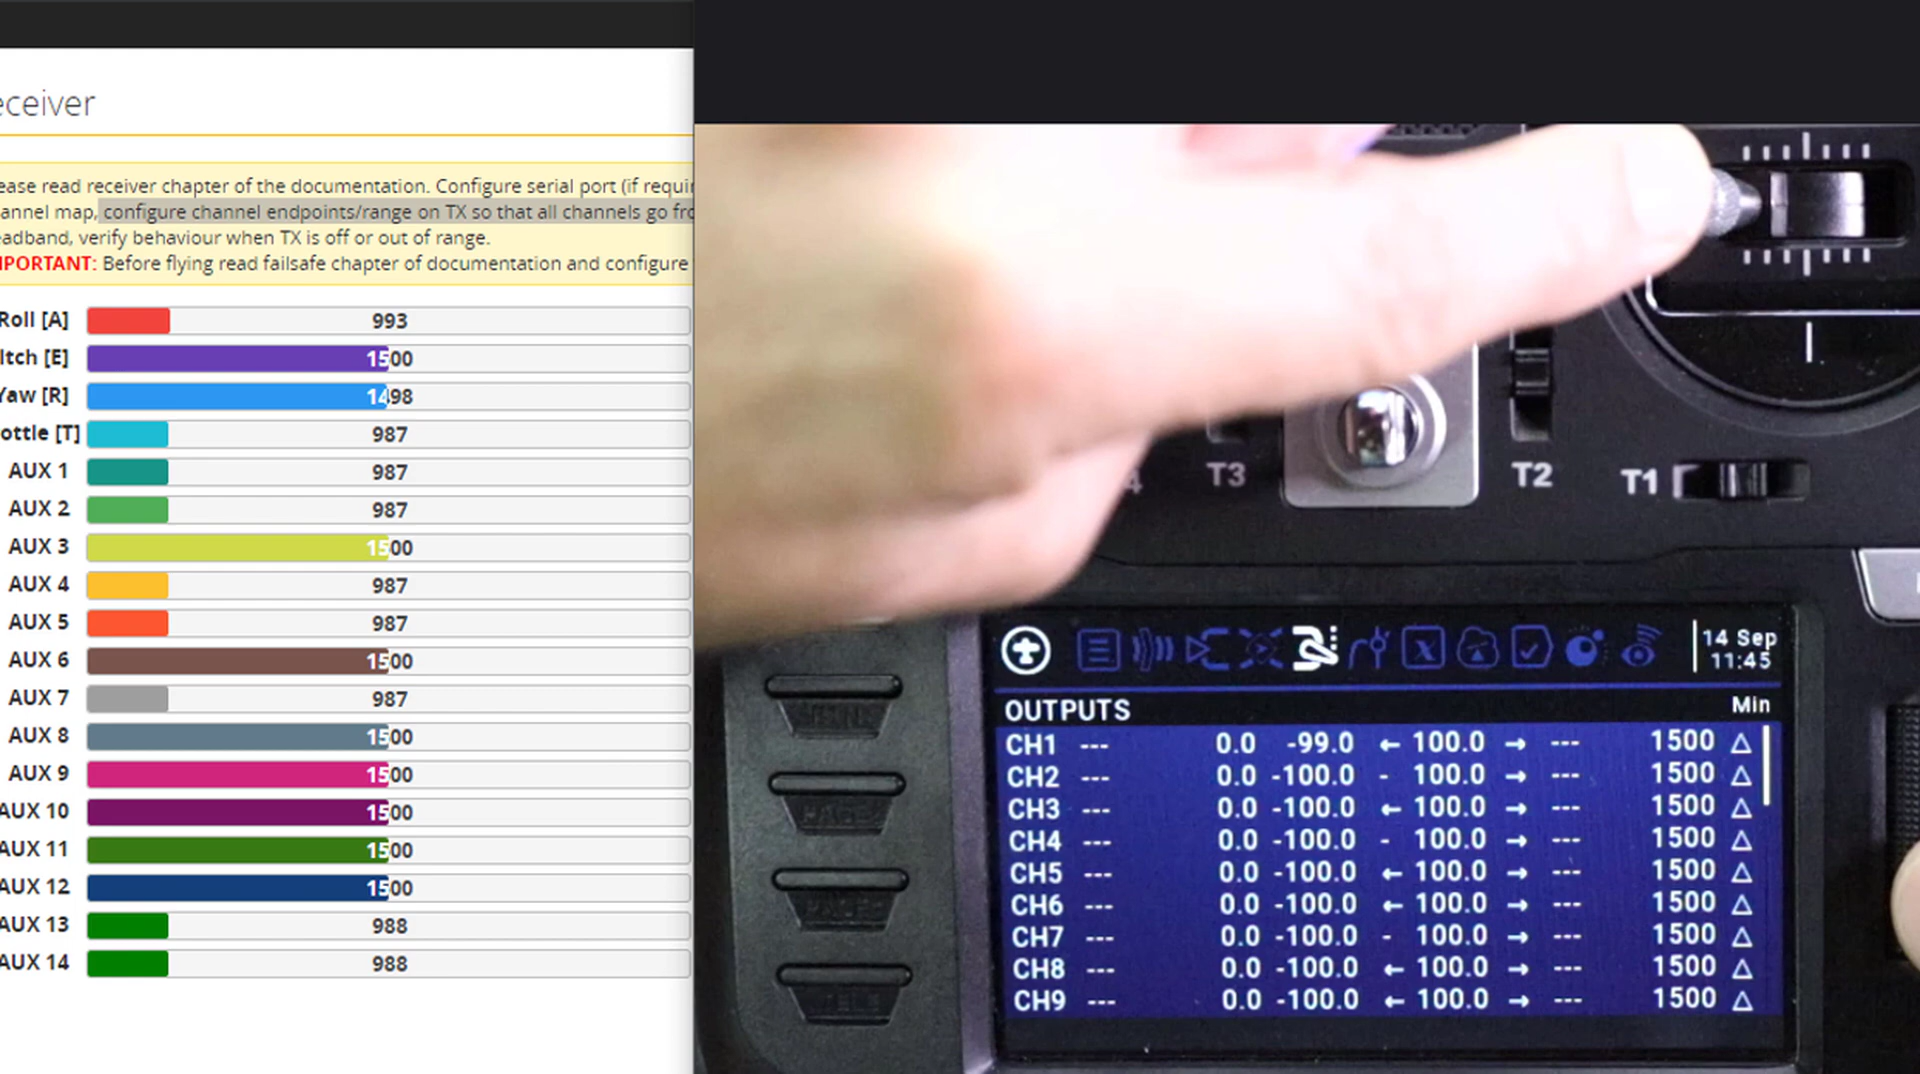 eceiver
ease read receiver chapter of the documentation. Configure serial port (if requir
annel map, configure channel endpoints/range on TX so that all channels go fro
eadband, verify behaviour when TX is off or out of range.
MPORTANT: Before flying read failsafe chapter of documentation and configure
Roll [A] 993
itch [E] 1500
Yaw [R] 1498
ottle [T] 987
AUX 1 987
AUX 2 987
AUX 3 1500
AUX 4 987
AUX 5 987
AUX 6 1500
AUX 7 987
AUX 8 1500
AUX 9 1500
AUX 10 1500
AUX 11 1500
AUX 12 1500
AUX 13 988
AUX 14 988
4 T3 T2 T1
14 Sep
11:45
OUTPUTS Min
CH1 --- 0.0 -99.0 ← 100.0 → --- 1500 Δ
CH2 --- 0.0 -100.0 - 100.0 → --- 1500 Δ
CH3 --- 0.0 -100.0 ← 100.0 → --- 1500 Δ
CH4 --- 0.0 -100.0 - 100.0 → --- 1500 Δ
CH5 --- 0.0 -100.0 ← 100.0 → --- 1500 Δ
CH6 --- 0.0 -100.0 ← 100.0 → --- 1500 Δ
CH7 --- 0.0 -100.0 - 100.0 → --- 1500 Δ
CH8 --- 0.0 -100.0 ← 100.0 → --- 1500 Δ
CH9 --- 0.0 -100.0 ← 100.0 → --- 1500 Δ
PAGE<
PAGE>
TELE